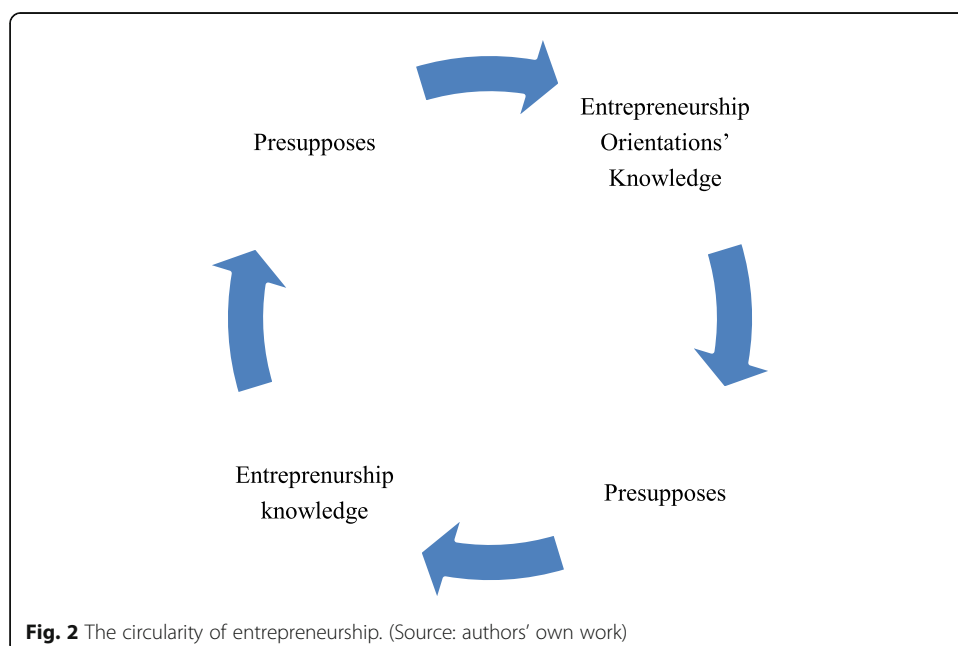 Presupposes
Entrepreneurship
Orientations’
Knowledge
Entreprenurship
knowledge
Presupposes
Fig. 2 The circularity of entrepreneurship. (Source: authors’ own work)